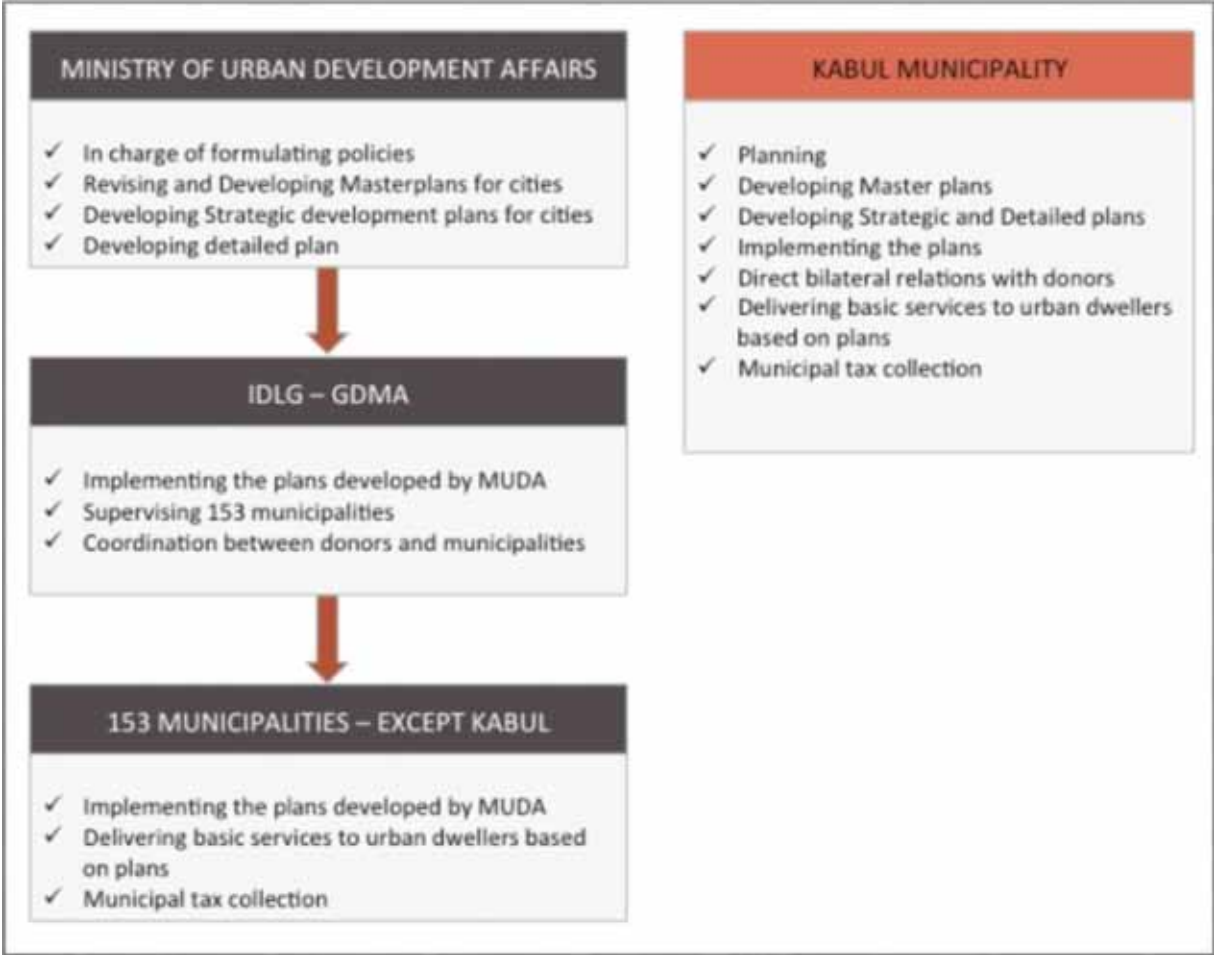 MINISTRY OF URBAN DEVELOPMENT AFFAIRS
✓ In charge of formulating policies
✓ Revising and Developing Masterplans for cities
✓ Developing Strategic development plans for cities
✓ Developing detailed plan
IDLG – GDMA
✓ Implementing the plans developed by MUDA
✓ Supervising 153 municipalities
✓ Coordination between donors and municipalities
153 MUNICIPALITIES – EXCEPT KABUL
✓ Implementing the plans developed by MUDA
✓ Delivering basic services to urban dwellers based
on plans
✓ Municipal tax collection
KABUL MUNICIPALITY
✓ Planning
✓ Developing Master plans
✓ Developing Strategic and Detailed plans
✓ Implementing the plans
✓ Direct bilateral relations with donors
✓ Delivering basic services to urban dwellers
based on plans
✓ Municipal tax collection